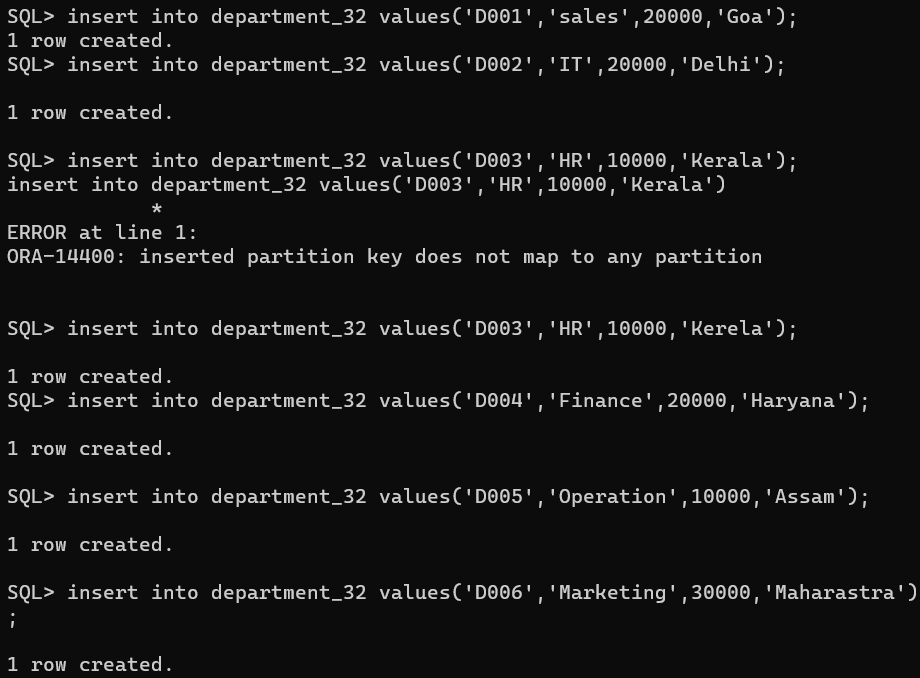 SQL> insert into department_32 values('D001','sales',20000,'Goa');
1 row created.
SQL> insert into department_32 values('D002','IT',20000,'Delhi');
1 row created.
SQL> insert into department_32 values('D003','HR',10000,'Kerala');
insert into department_32 values('D003','HR',10000,'Kerala')
*
ERROR at line 1:
ORA-14400: inserted partition key does not map to any partition
SQL> insert into department_32 values('D003','HR',10000,'Kerela');
1 row created.
SQL> insert into department_32 values('D004','Finance',20000,'Haryana');
1 row created.
SQL> insert into department_32 values('D005','Operation',10000,'Assam');
1 row created.
SQL> insert into department_32 values('D006','Marketing',30000,'Maharastra')
;
1 row created.